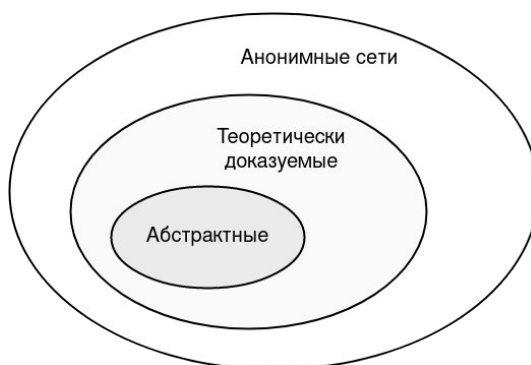 Анонимные сети
Теоретически
доказуемые
Абстрактные